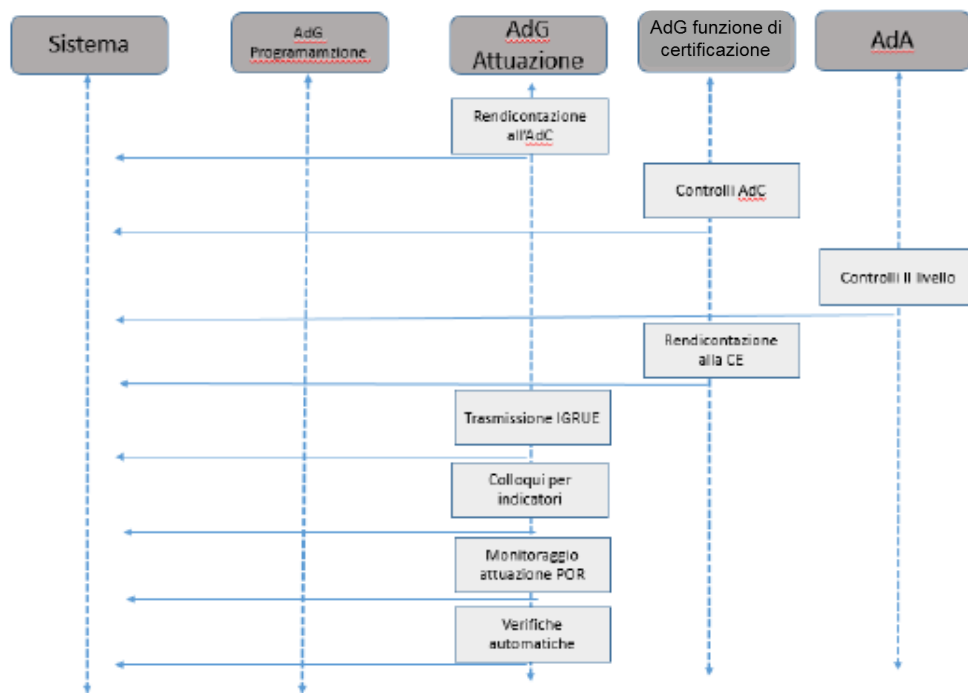 Sistema
AdG
Programamzione
AdG
Attuazione
AdG funzione di
certificazione
AdA
Rendicontazione
all'AdC
Controlli AdC
Controlli II livello
Rendicontazione
alla CE
Trasmissione IGRUE
Colloqui per
indicatori
Monitoraggio
attuazione POR
Verifiche
automatiche